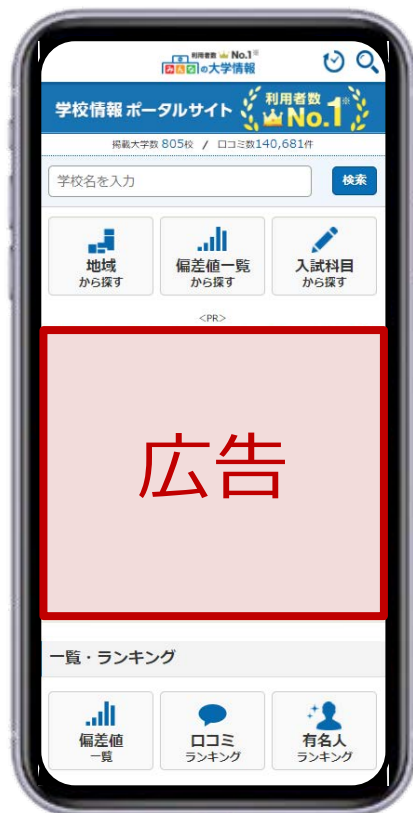 利用者数 No.1※
みんなの大学情報
学校情報 ポータルサイト 利用者数 No.1※
掲載大学数 805校 / 口コミ数140,681件
学校名を入力 検索
地域 偏差値一覧 入試科目
から探す から探す から探す
<PR>
広告
一覧・ランキング
偏差値 口コミ 有名人
一覧 ランキング ランキング